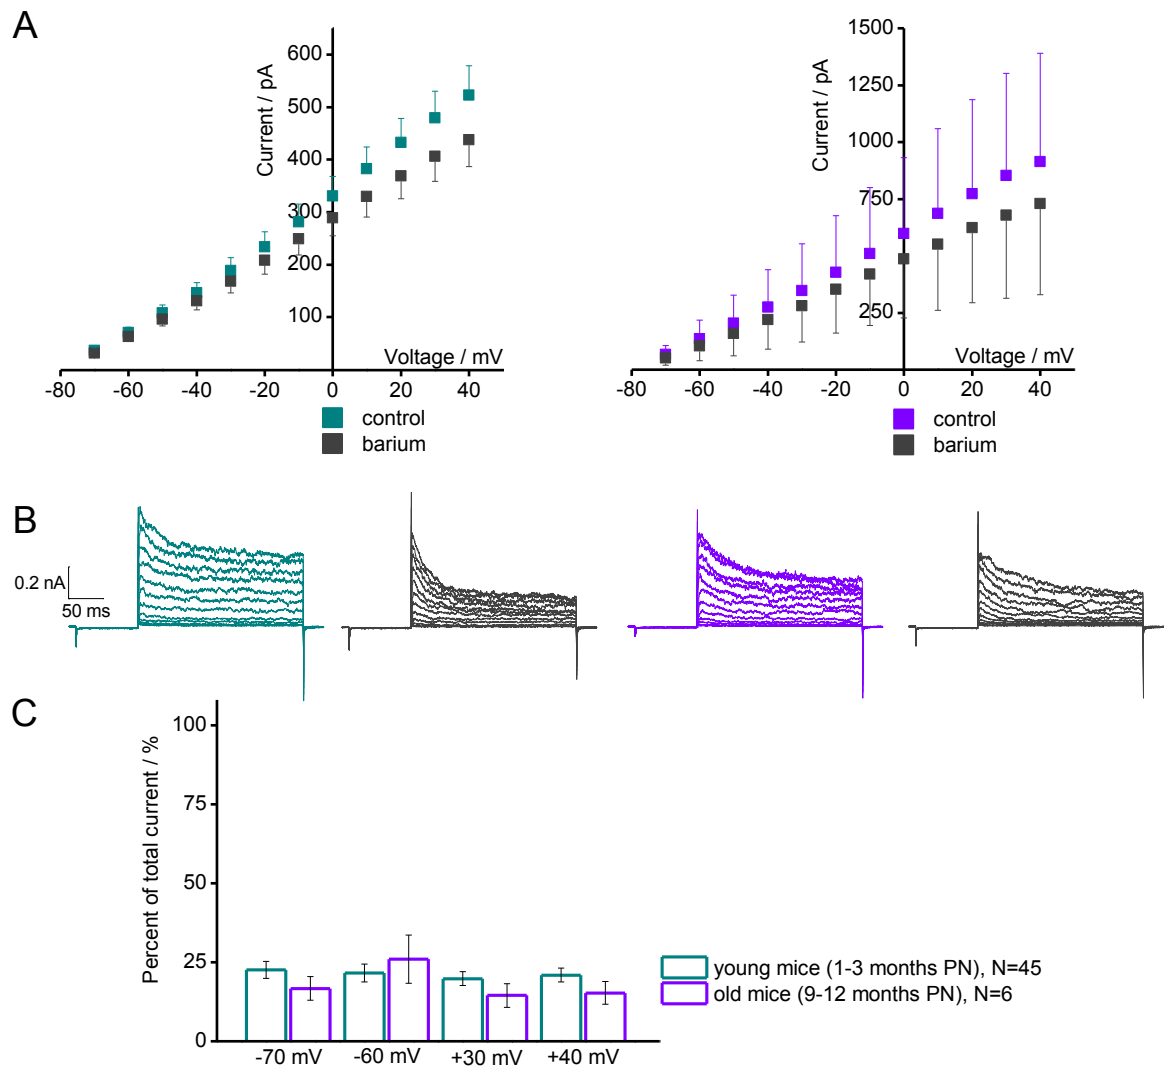 A
Current / pA
600
500
400
300
200
100
Voltage / mV
-80 -60 -40 -20 0 20 40
control
barium
Current / pA
1500
1250
1000
750
250
Voltage / mV
-80 -60 -40 -20 0 20 40
control
barium
B
0.2 nA
50 ms
C
Percent of total current / %
100
75
50
25
0
-70 mV -60 mV +30 mV +40 mV
young mice (1-3 months PN), N=45
old mice (9-12 months PN), N=6